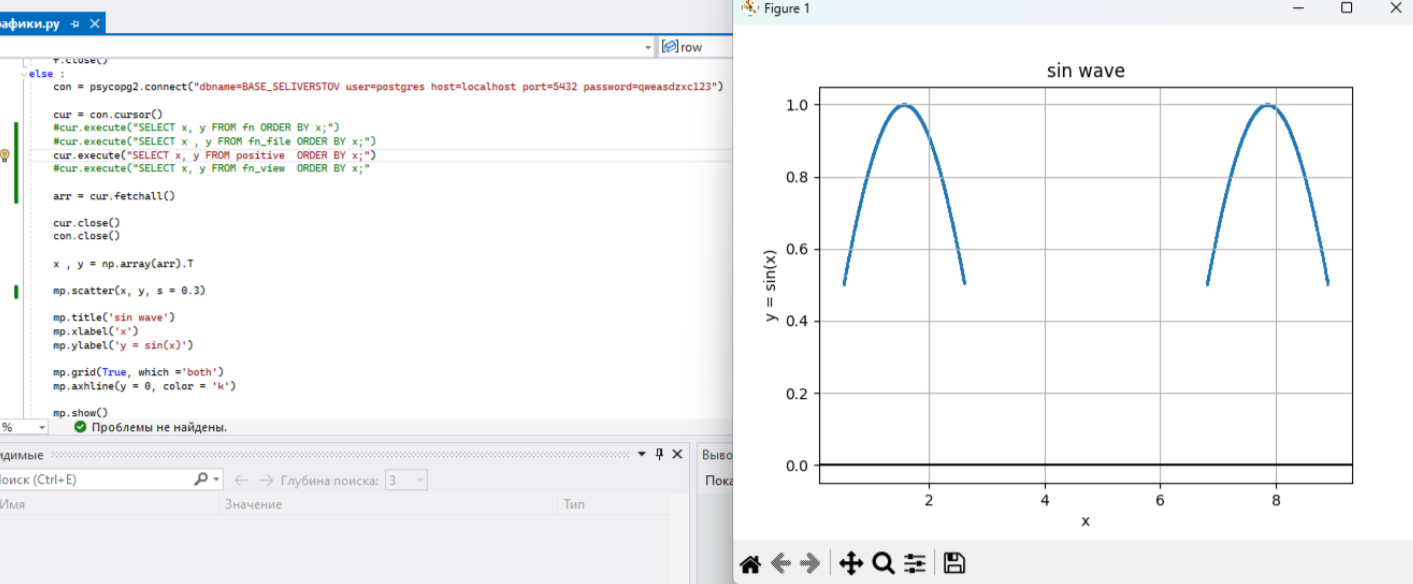 афики.py
row
f.close()
else :
con = psycopg2.connect("dbname=BASE_SELIVERSTOV user=postgres host=localhost port=5432 password=qweasdzxc123")
cur = con.cursor()
#cur.execute("SELECT x, y FROM fn ORDER BY x;")
#cur.execute("SELECT x , y FROM fn_file ORDER BY x;")
cur.execute("SELECT x, y FROM positive  ORDER BY x;")
#cur.execute("SELECT x, y FROM fn_view  ORDER BY x;"
arr = cur.fetchall()
cur.close()
con.close()
x , y = np.array(arr).T
mp.scatter(x, y, s = 0.3)
mp.title('sin wave')
mp.xlabel('x')
mp.ylabel('y = sin(x)')
mp.grid(True, which ='both')
mp.axhline(y = 0, color = 'k')
mp.show()
%
Проблемы не найдены.
идимые
Поиск (Ctrl+E)
Глубина поиска: 3
Имя
Значение
Тип
Выво
Пока
Figure 1
sin wave
y = sin(x)
1.0
0.8
0.6
0.4
0.2
0.0
2
4
6
8
x